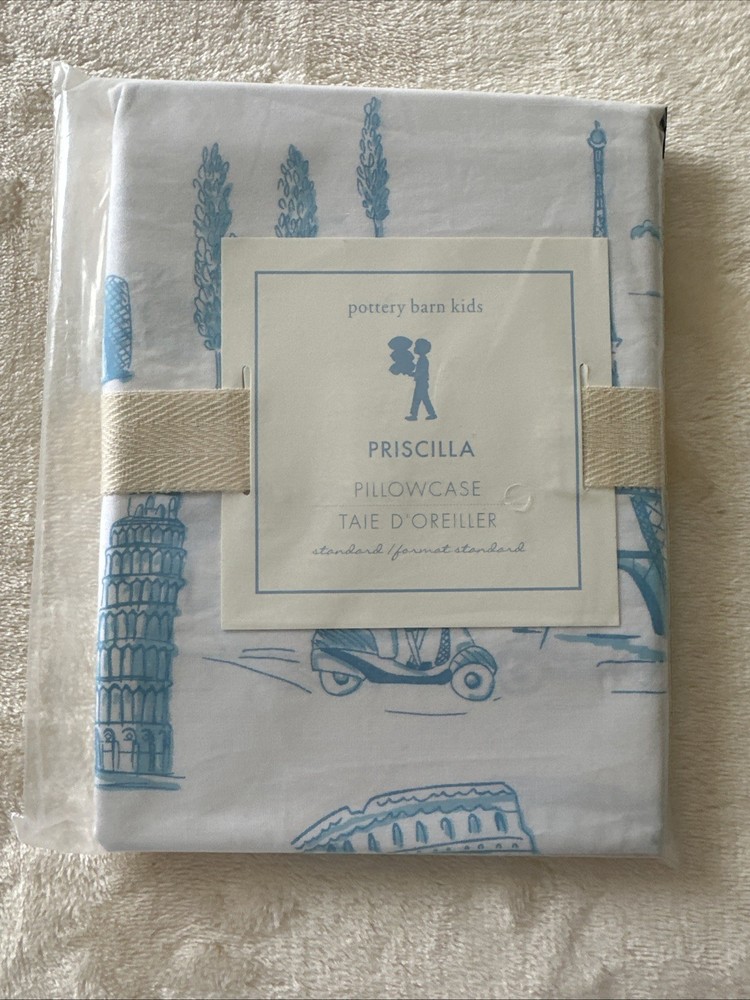 pottery barn kids
PRISCILLA
PILLOWCASE
TAIE D'OREILLER
standard / format standard